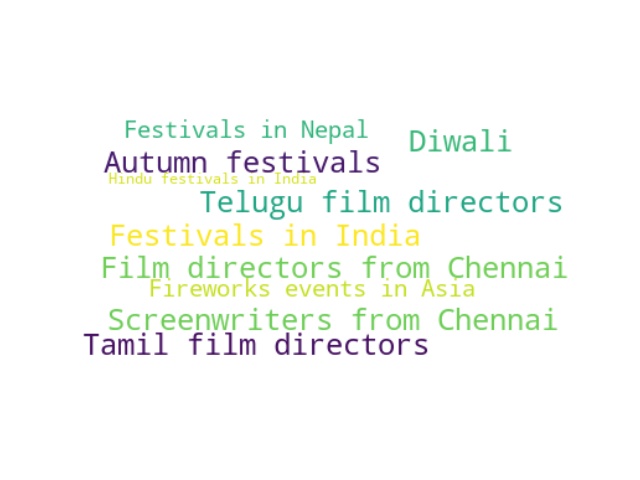 Festivals in Nepal
Diwali
Autumn festivals
Hindu festivals in India
Telugu film directors
Festivals in India
Film directors from Chennai
Fireworks events in Asia
Screenwriters from Chennai
Tamil film directors